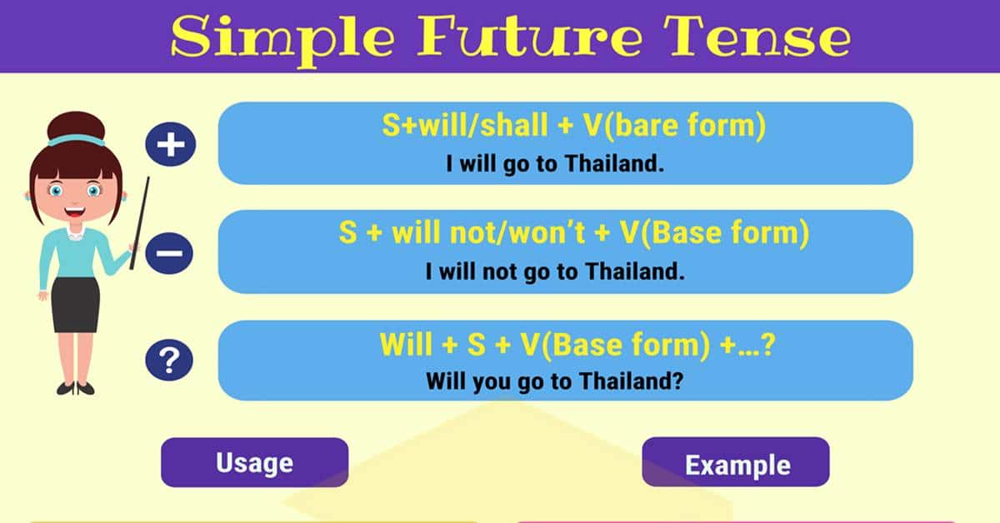 Simple Future Tense
+
S+will/shall + V(bare form)
I will go to Thailand.
−
S + will not/won’t + V(Base form)
I will not go to Thailand.
?
Will + S + V(Base form) +...?
Will you go to Thailand?
Usage
Example